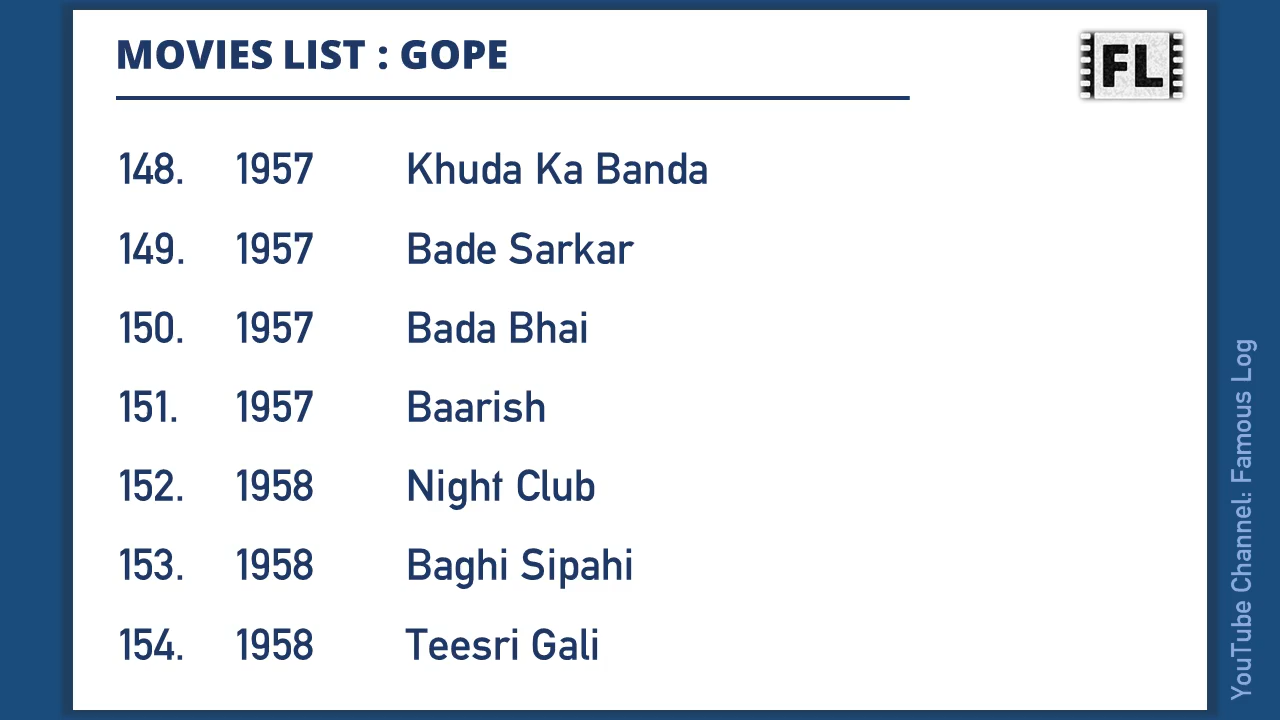 MOVIES LIST : GOPE
FL
148. 1957 Khuda Ka Banda
149. 1957 Bade Sarkar
150. 1957 Bada Bhai
151. 1957 Baarish
152. 1958 Night Club
153. 1958 Baghi Sipahi
154. 1958 Teesri Gali
YouTube Channel: Famous Log